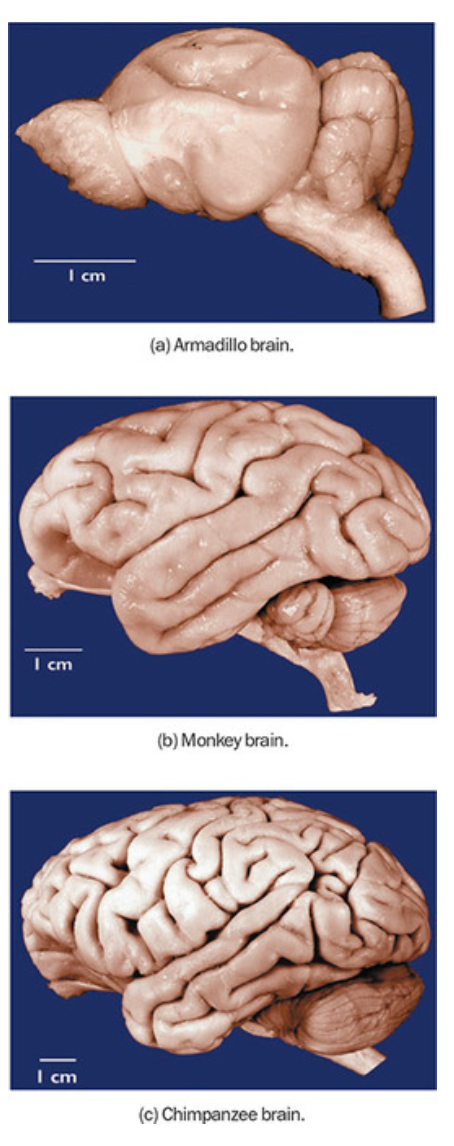 1 cm
(a) Armadillo brain.
1 cm
(b) Monkey brain.
1 cm
(c) Chimpanzee brain.